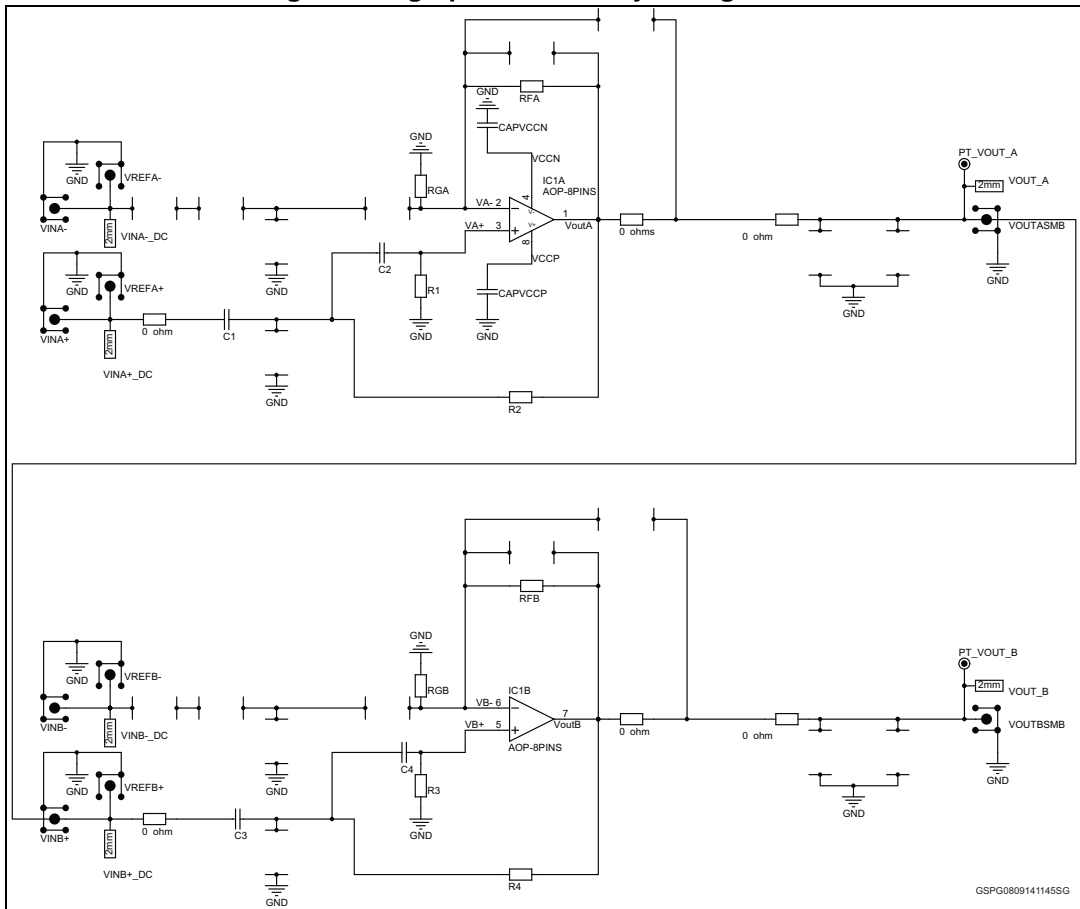 GND
RFA
GND
CAPVCCN
VCCN
IC1A
AOP-8PINS
GND
RGA
VREFA-
GND
VINA-
2mm
VINA-_DC
VA- 2
4
V-
1
VoutA
0 ohms
0 ohm
PT_VOUT_A
2mm
VOUT_A
VOUTASMB
GND
VA+ 3
V+
8
VCCP
C2
R1
GND
CAPVCCP
GND
GND
GND
VREFA+
GND
VINA+
2mm
0 ohm
C1
VINA+_DC
GND
R2
RFB
GND
RGB
VREFB-
GND
VINB-
2mm
VINB-_DC
VB- 6
IC1B
7
VoutB
VB+ 5
AOP-8PINS
0 ohm
0 ohm
PT_VOUT_B
2mm
VOUT_B
VOUTBSMB
GND
C4
R3
GND
GND
GND
VREFB+
GND
VINB+
2mm
0 ohm
C3
VINB+_DC
GND
R4
GSPG0809141145SG